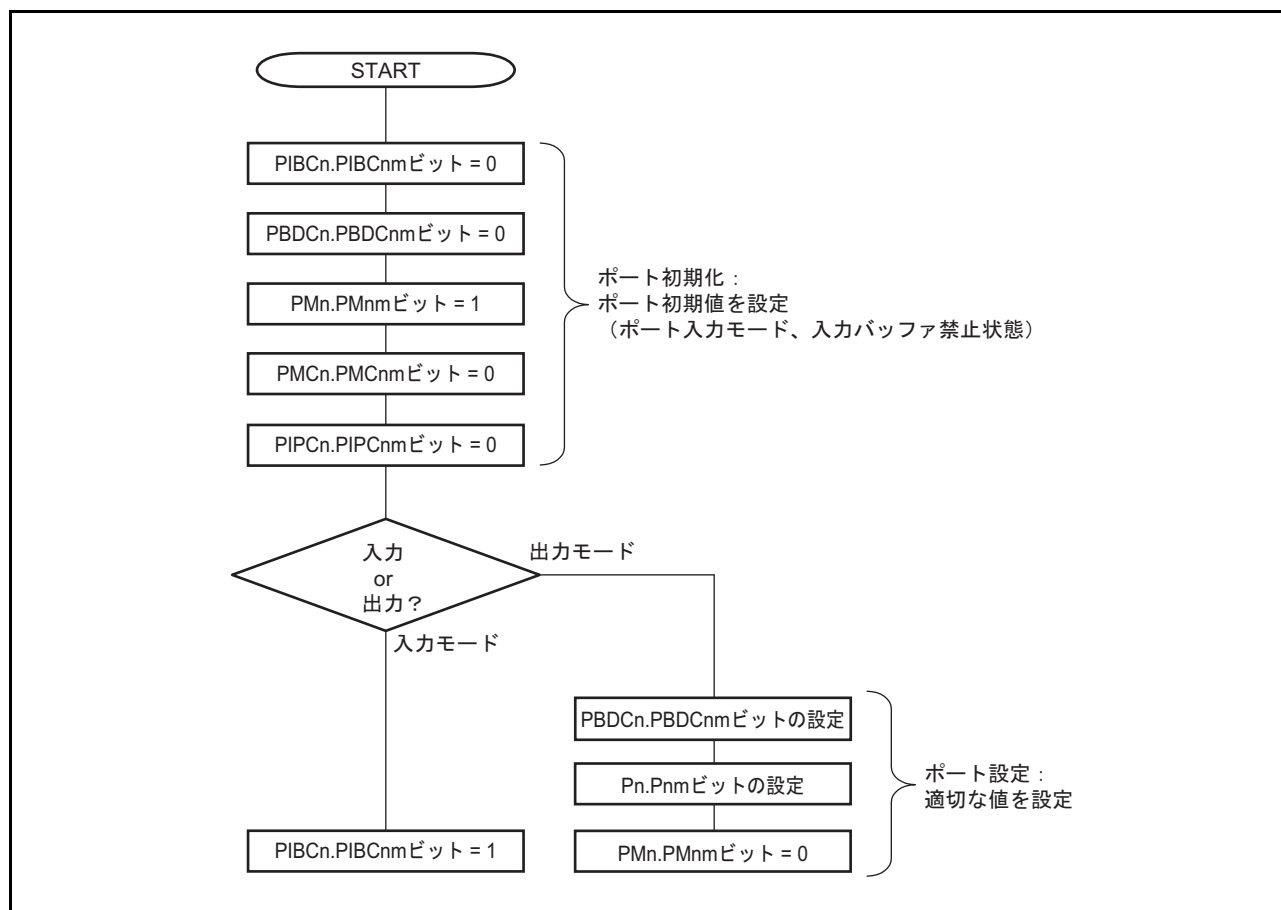 START
PIBCn.PIBCnmビット = 0
PBDCn.PBDCnmビット = 0
PMn.PMnmビット = 1
PMCn.PMCnmビット = 0
PIPCn.PIPCnmビット = 0
ポート初期化：
ポート初期値を設定
（ポート入力モード、入力バッファ禁止状態）
入力
or
出力？
出力モード
入力モード
PBDCn.PBDCnmビットの設定
Pn.Pnmビットの設定
PMn.PMnmビット = 0
ポート設定：
適切な値を設定
PIBCn.PIBCnmビット = 1